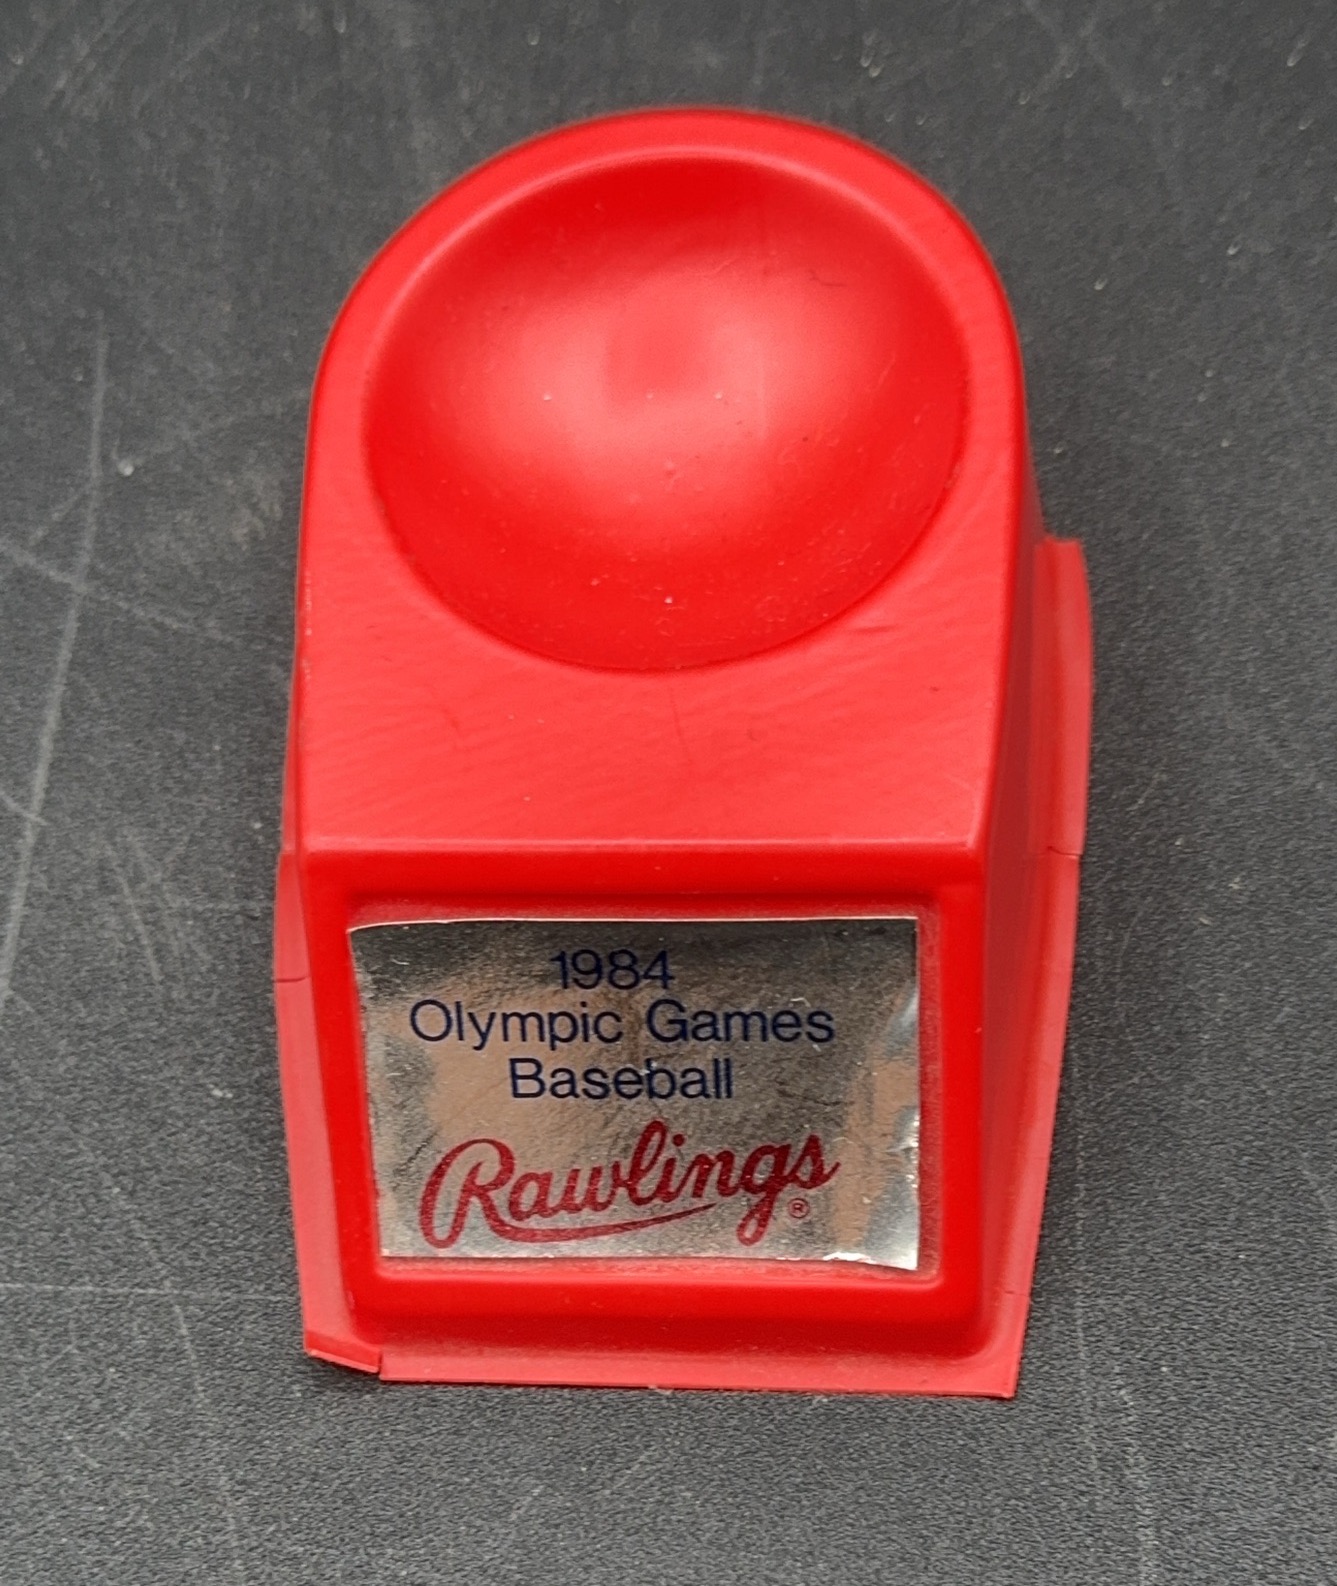 1984
Olympic Games
Baseball
Rawlings®